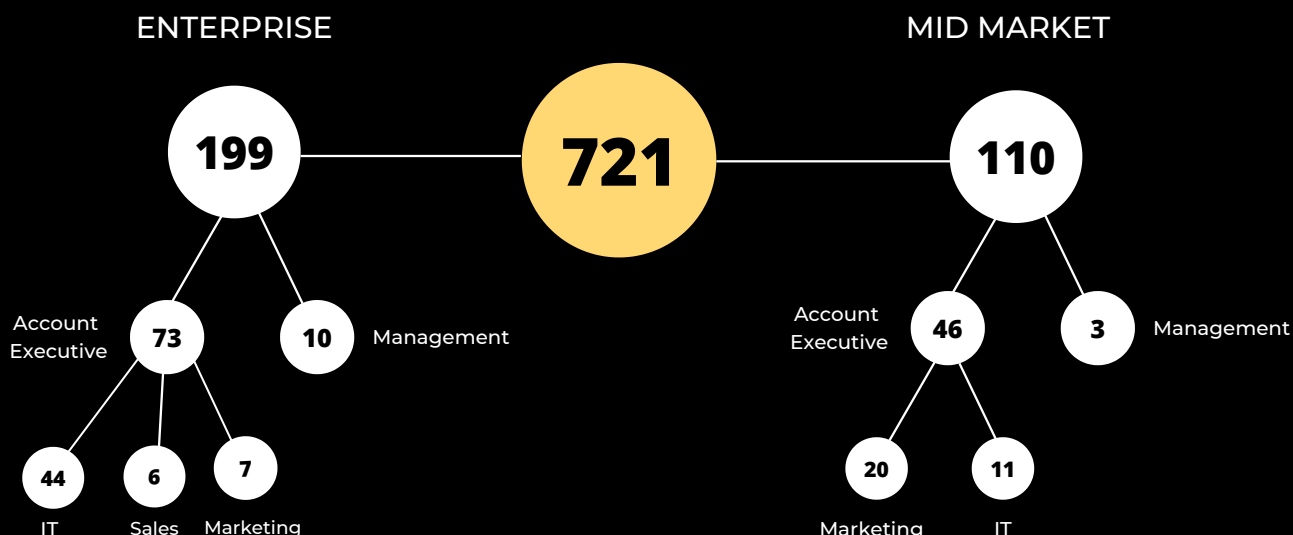 ENTERPRISE
MID MARKET
199
721
110
Account
Executive
73
10
Management
Account
Executive
46
3
Management
44
6
7
20
11
IT
Sales
Marketing
Marketing
IT